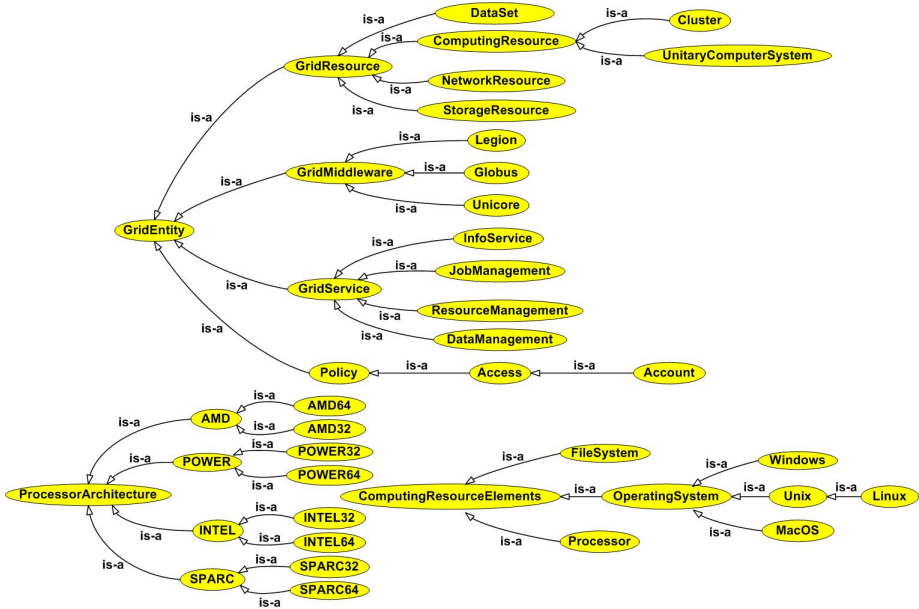 is-a
DataSet
is-a
ComputingResource
is-a
Cluster
is-a
UnitaryComputerSystem
GridResource
is-a
NetworkResource
is-a
StorageResource
is-a
is-a
Legion
GridMiddleware
is-a
Globus
is-a
Unicore
is-a
GridEntity
is-a
InfoService
is-a
JobManagement
GridService
is-a
ResourceManagement
is-a
DataManagement
is-a
is-a
Policy
is-a
Access
is-a
Account
ProcessorArchitecture
is-a
AMD
is-a
AMD64
is-a
AMD32
is-a
POWER
is-a
POWER32
is-a
POWER64
is-a
INTEL
is-a
INTEL32
is-a
INTEL64
is-a
SPARC
is-a
SPARC32
is-a
SPARC64
ComputingResourceElements
is-a
FileSystem
is-a
OperatingSystem
is-a
Windows
is-a
Unix
is-a
Linux
is-a
MacOS
is-a
Processor